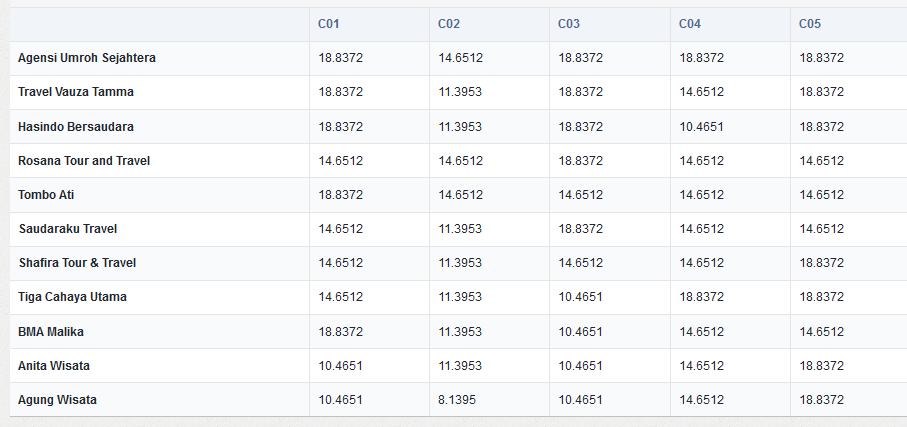 C01 C02 C03 C04 C05
Agensi Umroh Sejahtera 18.8372 14.6512 18.8372 18.8372 18.8372
Travel Vauza Tamma 18.8372 11.3953 18.8372 14.6512 18.8372
Hasindo Bersaudara 18.8372 11.3953 18.8372 10.4651 18.8372
Rosana Tour and Travel 14.6512 14.6512 18.8372 14.6512 14.6512
Tombo Ati 18.8372 14.6512 14.6512 14.6512 14.6512
Saudaraku Travel 14.6512 11.3953 18.8372 14.6512 14.6512
Shafira Tour & Travel 14.6512 11.3953 14.6512 14.6512 18.8372
Tiga Cahaya Utama 14.6512 11.3953 10.4651 18.8372 18.8372
BMA Malika 18.8372 11.3953 10.4651 14.6512 14.6512
Anita Wisata 10.4651 11.3953 10.4651 14.6512 18.8372
Agung Wisata 10.4651 8.1395 10.4651 14.6512 18.8372